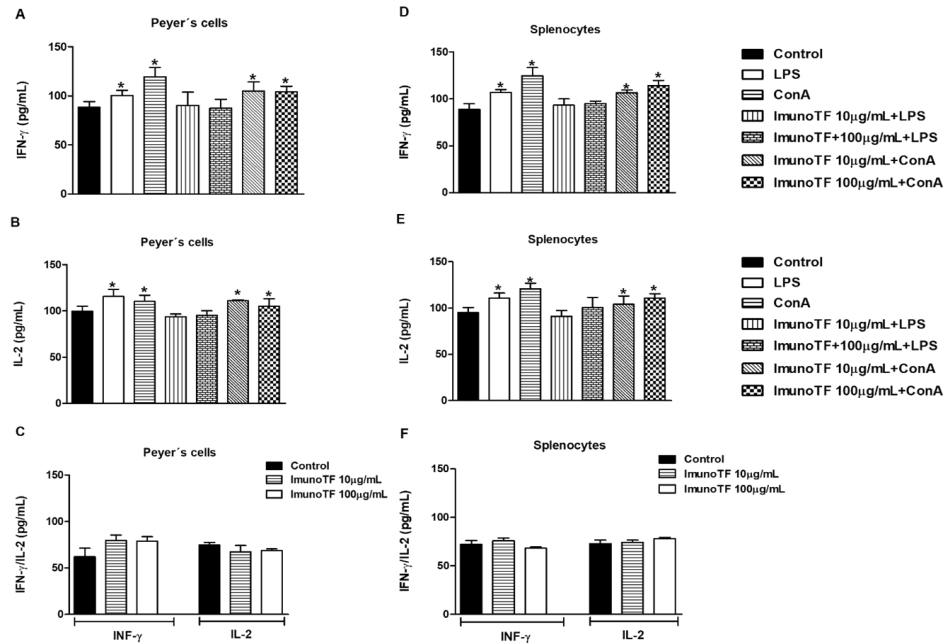 A
Peyer´s cells
IFN-γ (pg/mL)
150
100
50
0
*
*
*
*
D
Splenocytes
IFN-γ (pg/mL)
150
100
50
0
*
*
*
*
Control
LPS
ConA
ImunoTF 10µg/mL+LPS
ImunoTF+100µg/mL+LPS
ImunoTF 10µg/mL+ConA
ImunoTF 100µg/mL+ConA
B
Peyer´s cells
IL-2 (pg/mL)
150
100
50
0
*
*
*
*
E
Splenocytes
IL-2 (pg/mL)
150
100
50
0
*
*
*
*
Control
LPS
ConA
ImunoTF 10µg/mL+LPS
ImunoTF+100µg/mL+LPS
ImunoTF 10µg/mL+ConA
ImunoTF 100µg/mL+ConA
C
Peyer´s cells
IFN-γ/IL-2 (pg/mL)
150
100
50
0
Control
ImunoTF 10µg/mL
ImunoTF 100µg/mL
INF-γ
IL-2
F
Splenocytes
IFN-γ/IL-2 (pg/mL)
150
100
50
0
Control
ImunoTF 10µg/mL
ImunoTF 100µg/mL
INF-γ
IL-2